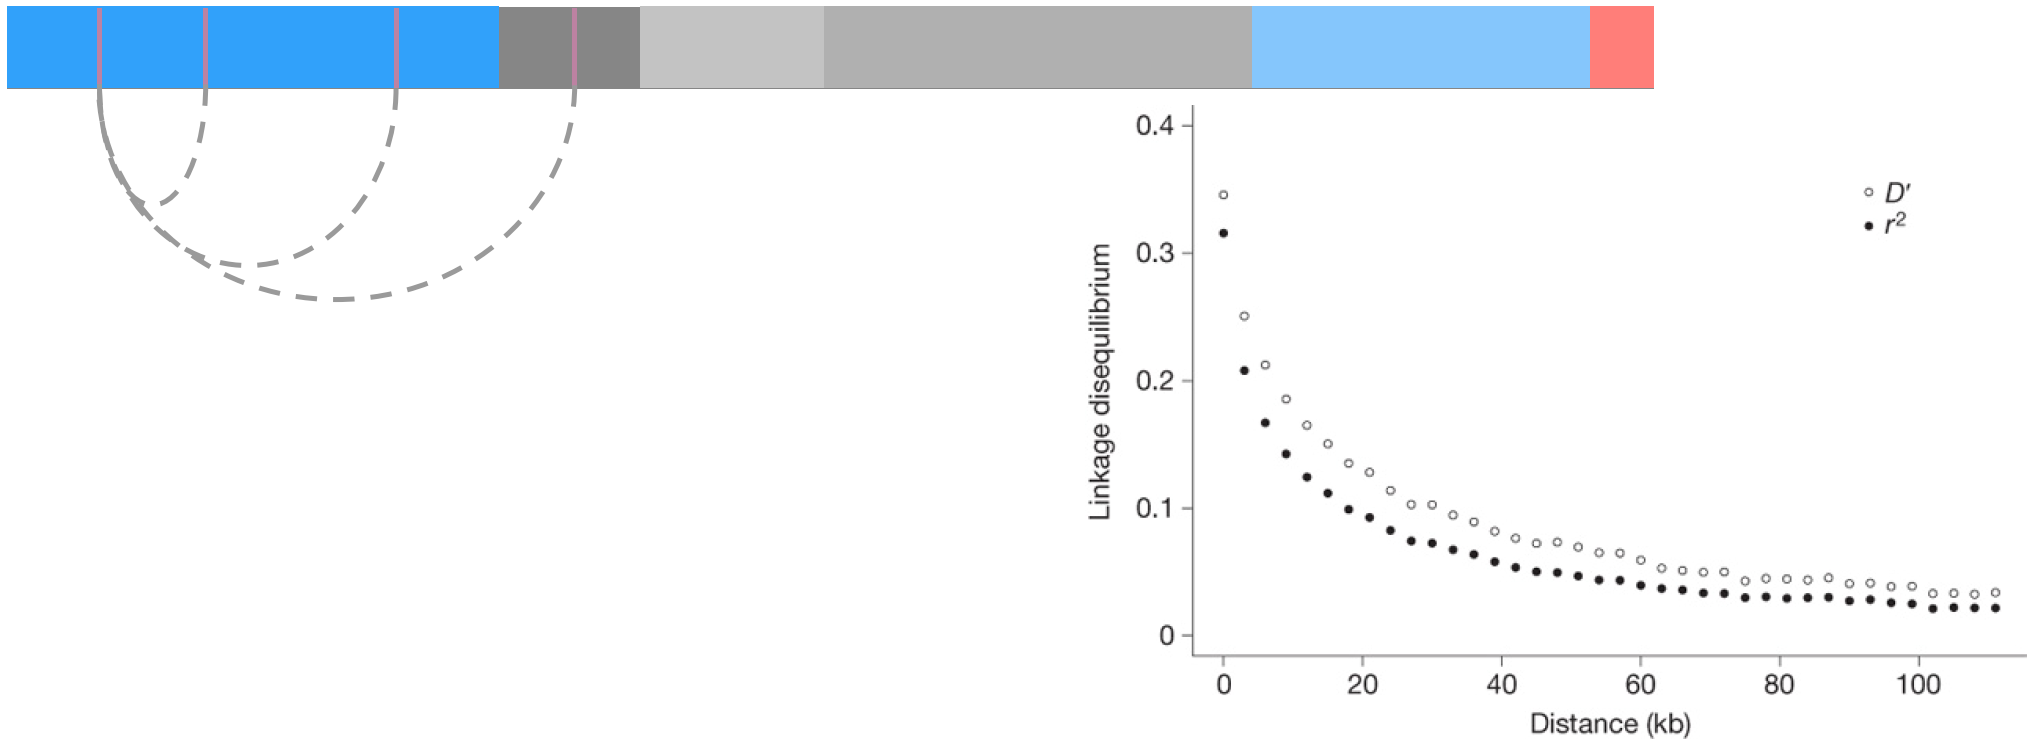 0.4
0.3
0.2
0.1
0
Linkage disequilibrium
D′
r²
0 20 40 60 80 100
Distance (kb)